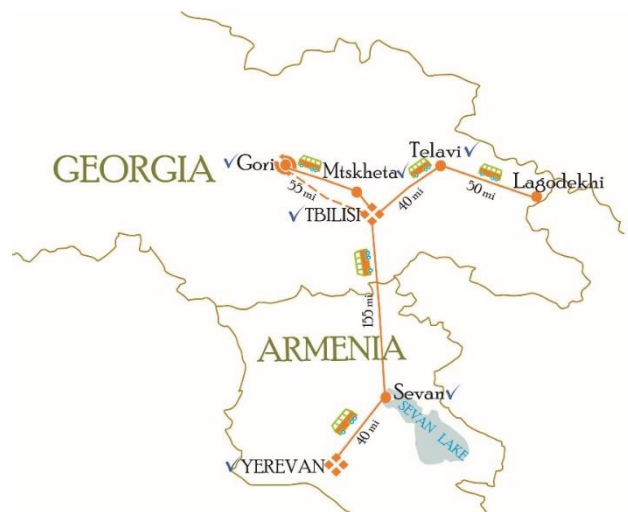 Telavi
GEORGIA
Gori
Mtskheta
Lagodekhi
55 mi
40 mi
50 mi
TBILISI
155 mi
ARMENIA
Sevan
SEVAN LAKE
40 mi
YEREVAN